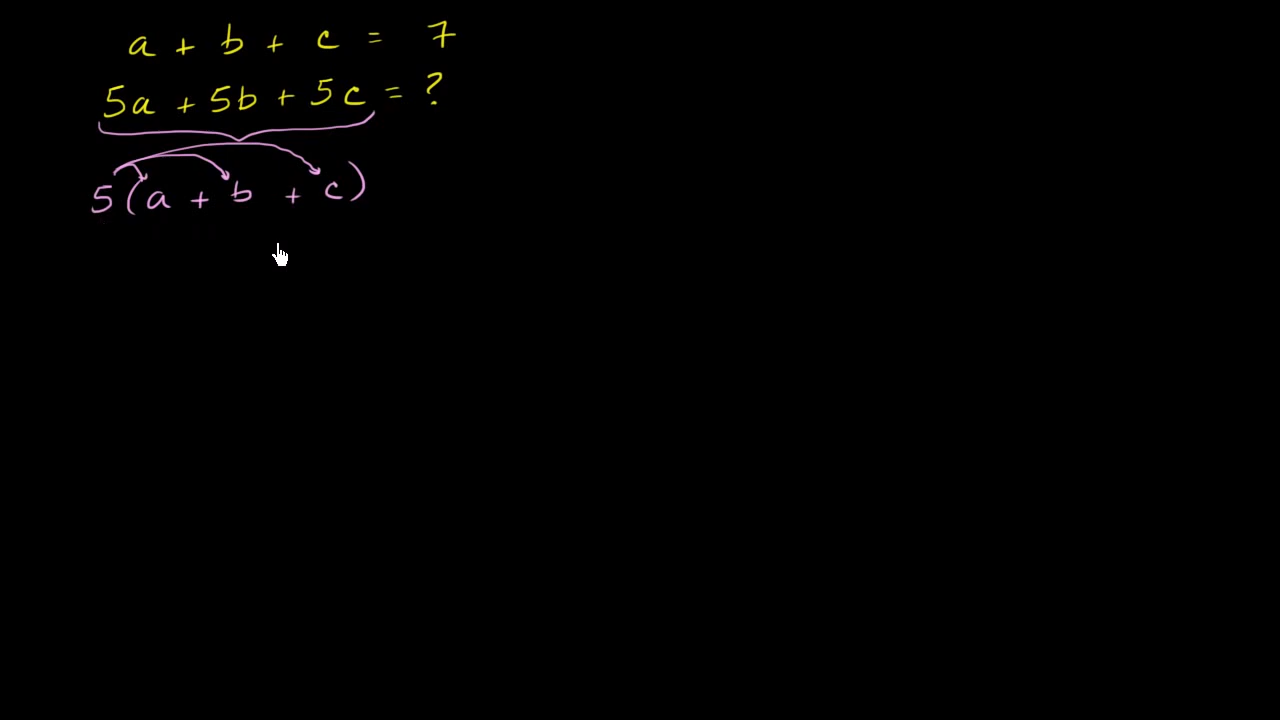 a + b + c = 7
5a + 5b + 5c = ?
5(a + b + c)